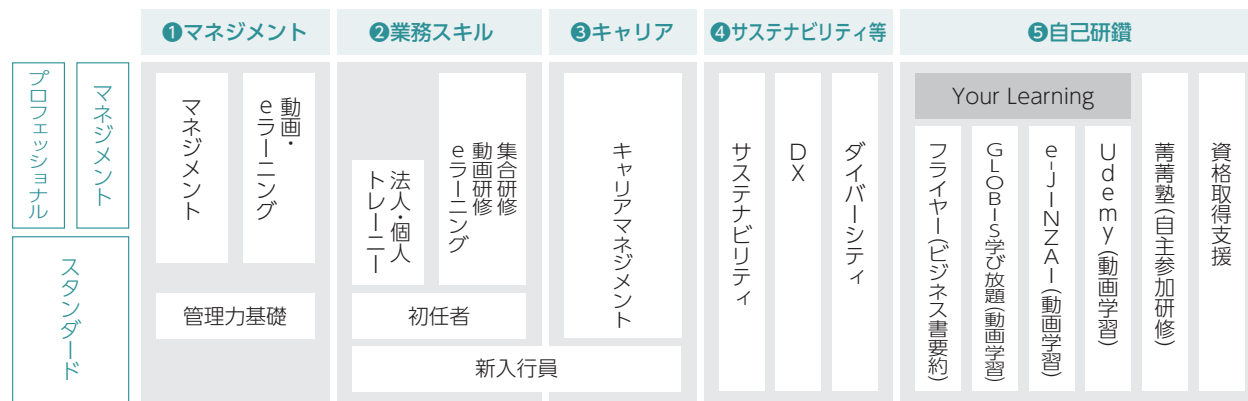 ❶マネジメント
❷業務スキル
❸キャリア
❹サステナビリティ等
❺自己研鑽
プロフェッショナル
マネジメント
スタンダード
マネジメント
動画・
eラーニング
管理力基礎
法人・個人
トレーニー
集合研修
動画研修
eラーニング
初任者
新入行員
キャリアマネジメント
サステナビリティ
DX
ダイバーシティ
Your Learning
フライヤー(ビジネス書要約)
GLOBIS学び放題(動画学習)
e-JINZAI(動画学習)
Udemy(動画学習)
菁菁塾(自主参加研修)
資格取得支援